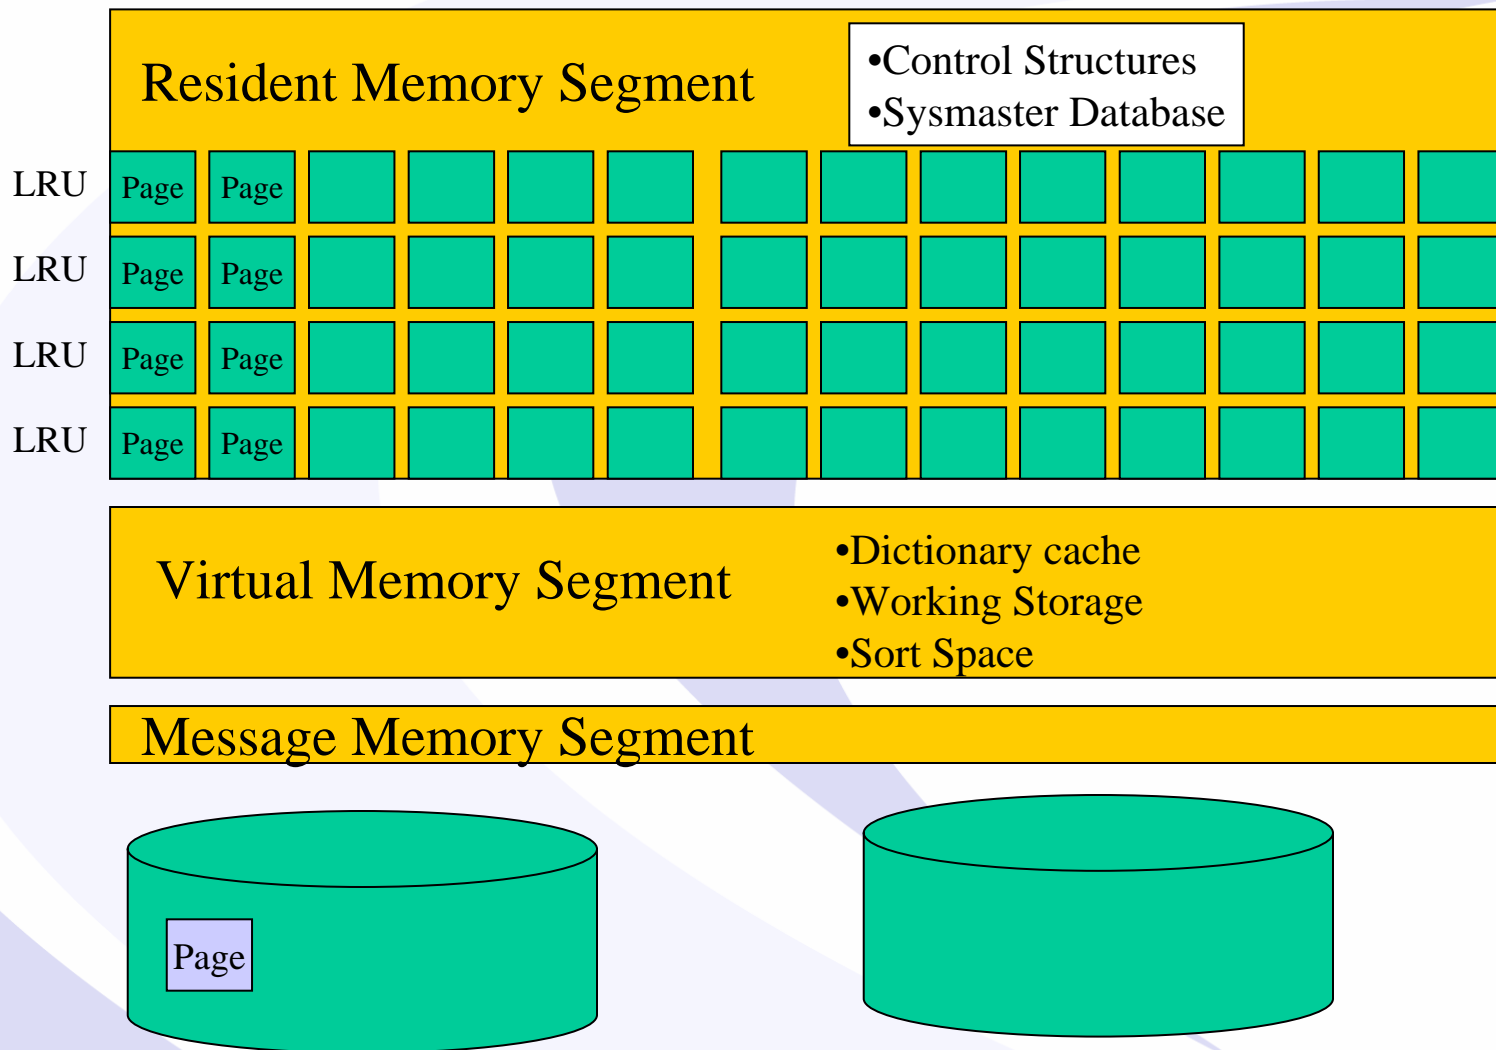 Resident Memory Segment
•Control Structures
•Sysmaster Database
LRU Page Page
LRU Page Page
LRU Page Page
LRU Page Page
Virtual Memory Segment
•Dictionary cache
•Working Storage
•Sort Space
Message Memory Segment
Page